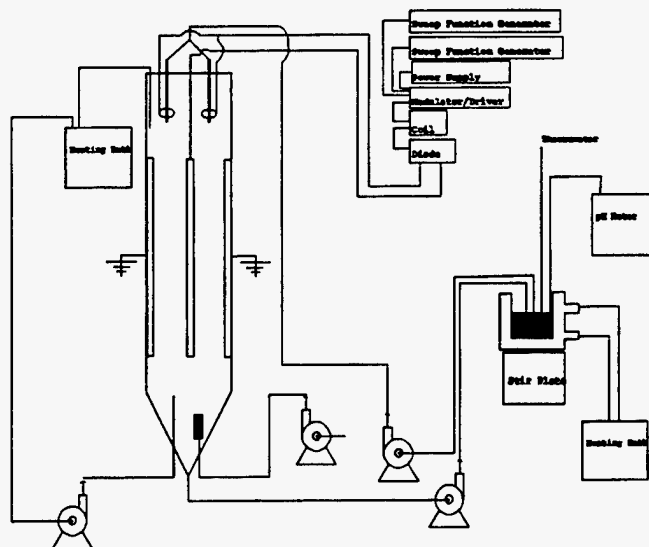 Sweep Function Generator
Sweep Function Generator
Power Supply
Modulator/Driver
Coil
Diode
Thermometer
Heating Bath
pH Meter
Stir Plate
Heating Bath